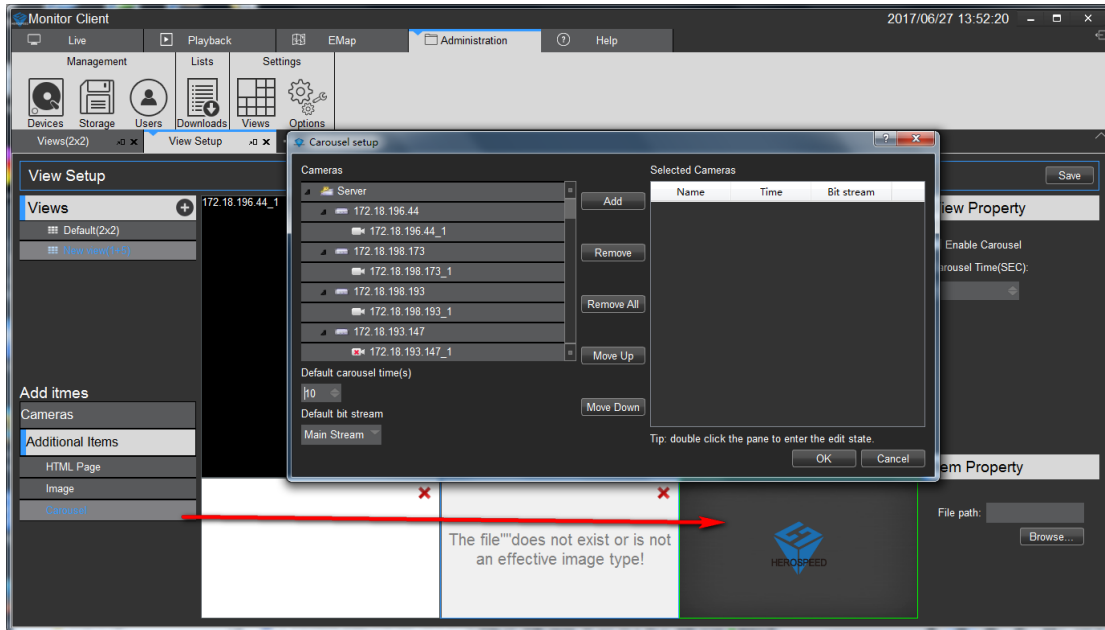 Monitor Client
2017/06/27 13:52:20
Live
Playback
EMap
Administration
Help
Management
Lists
Settings
Devices
Storage
Users
Downloads
Views
Options
Views(2x2)
View Setup
Carousel setup
View Setup
Save
Views
Default(2x2)
172.18.196.44_1
Cameras
Server
172.18.196.44
172.18.196.44_1
172.18.198.173
172.18.198.173_1
172.18.198.193
172.18.198.193_1
172.18.193.147
172.18.193.147_1
Default carousel time(s)
10
Default bit stream
Main Stream
Add
Remove
Remove All
Move Up
Move Down
Selected Cameras
Name Time Bit stream
Tip: double click the pane to enter the edit state.
OK
Cancel
iew Property
Enable Carousel
arousel Time(SEC):
Add itmes
Cameras
Additional Items
HTML Page
Image
Carousel
The file""does not exist or is not
an effective image type!
HEROSPEED
em Property
File path:
Browse...